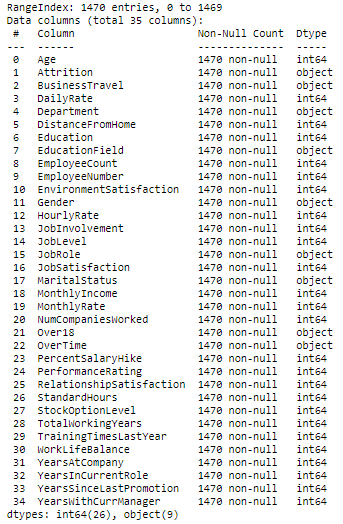 RangeIndex: 1470 entries, 0 to 1469
Data columns (total 35 columns):
 #   Column                    Non-Null Count  Dtype
---  ------                    --------------  -----
 0   Age                       1470 non-null   int64
 1   Attrition                 1470 non-null   object
 2   BusinessTravel            1470 non-null   object
 3   DailyRate                 1470 non-null   int64
 4   Department                1470 non-null   object
 5   DistanceFromHome          1470 non-null   int64
 6   Education                 1470 non-null   int64
 7   EducationField            1470 non-null   object
 8   EmployeeCount             1470 non-null   int64
 9   EmployeeNumber            1470 non-null   int64
 10  EnvironmentSatisfaction   1470 non-null   int64
 11  Gender                    1470 non-null   object
 12  HourlyRate                1470 non-null   int64
 13  JobInvolvement            1470 non-null   int64
 14  JobLevel                  1470 non-null   int64
 15  JobRole                   1470 non-null   object
 16  JobSatisfaction           1470 non-null   int64
 17  MaritalStatus             1470 non-null   object
 18  MonthlyIncome             1470 non-null   int64
 19  MonthlyRate               1470 non-null   int64
 20  NumCompaniesWorked        1470 non-null   int64
 21  Over18                    1470 non-null   object
 22  OverTime                  1470 non-null   object
 23  PercentSalaryHike         1470 non-null   int64
 24  PerformanceRating         1470 non-null   int64
 25  RelationshipSatisfaction  1470 non-null   int64
 26  StandardHours             1470 non-null   int64
 27  StockOptionLevel          1470 non-null   int64
 28  TotalWorkingYears         1470 non-null   int64
 29  TrainingTimesLastYear     1470 non-null   int64
 30  WorkLifeBalance           1470 non-null   int64
 31  YearsAtCompany            1470 non-null   int64
 32  YearsInCurrentRole        1470 non-null   int64
 33  YearsSinceLastPromotion   1470 non-null   int64
 34  YearsWithCurrManager      1470 non-null   int64
dtypes: int64(26), object(9)